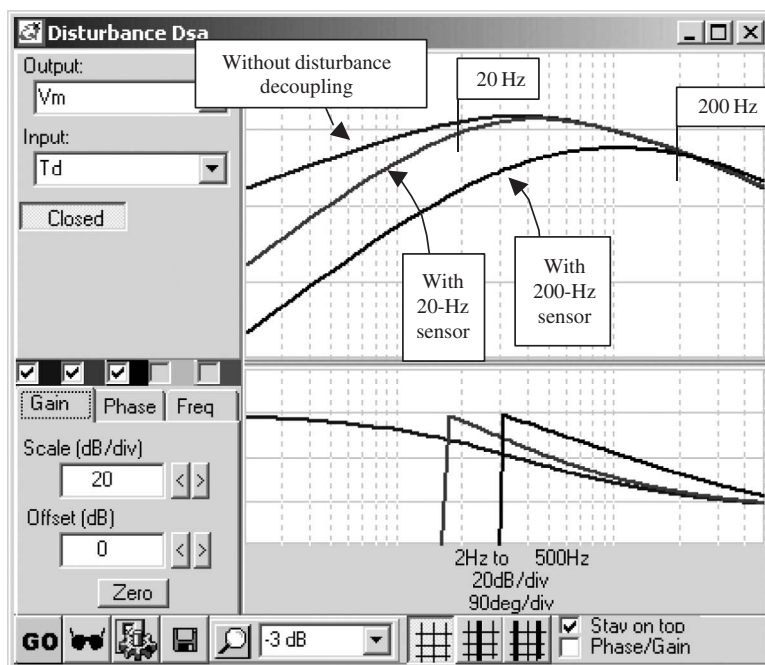 Disturbance Dsa
Output:
Vm
Input:
Td
Closed
Without disturbance
decoupling
20 Hz
200 Hz
With
20-Hz
sensor
With
200-Hz
sensor
Gain Phase Freq
Scale (dB/div)
20 < >
Offset (dB)
0 < >
Zero
2Hz to 500Hz
20dB/div
90deg/div
GO
-3 dB
Stay on top
Phase/Gain